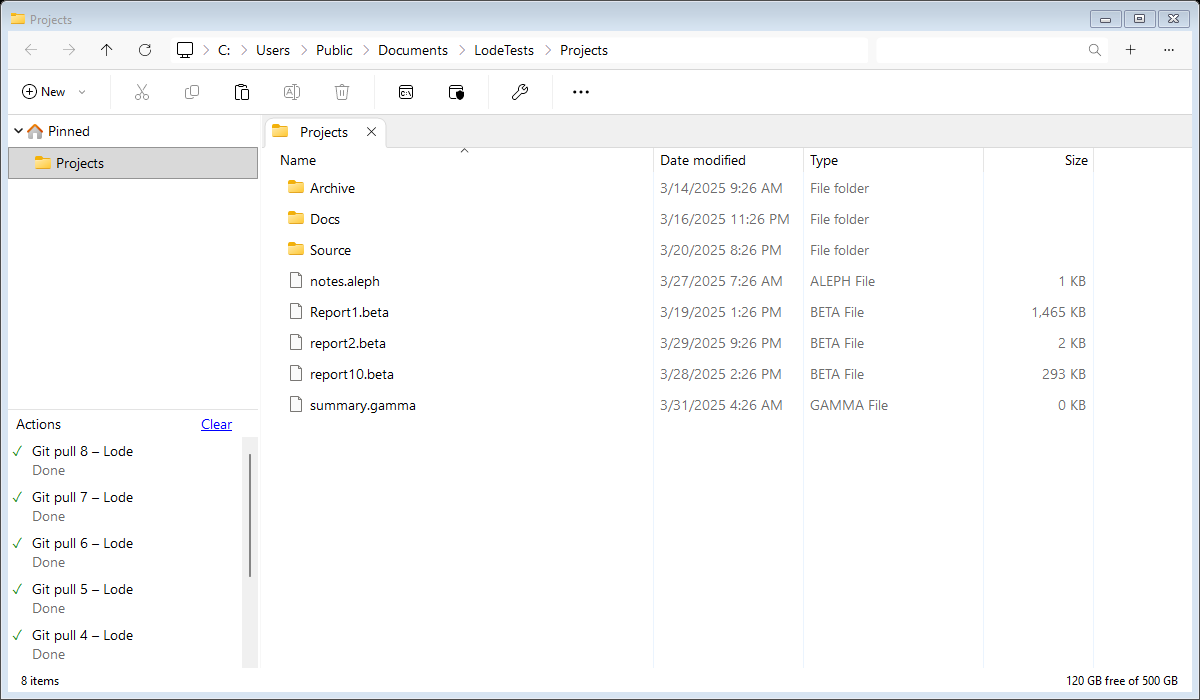 Projects
C: Users Public Documents LodeTests Projects
New
Pinned
Projects
Projects
Name Date modified Type Size
Archive 3/14/2025 9:26 AM File folder
Docs 3/16/2025 11:26 PM File folder
Source 3/20/2025 8:26 PM File folder
notes.aleph 3/27/2025 7:26 AM ALEPH File 1 KB
Report1.beta 3/19/2025 1:26 PM BETA File 1,465 KB
report2.beta 3/29/2025 9:26 PM BETA File 2 KB
report10.beta 3/28/2025 2:26 PM BETA File 293 KB
summary.gamma 3/31/2025 4:26 AM GAMMA File 0 KB
Actions Clear
Git pull 8 – Lode
Done
Git pull 7 – Lode
Done
Git pull 6 – Lode
Done
Git pull 5 – Lode
Done
Git pull 4 – Lode
Done
8 items 120 GB free of 500 GB